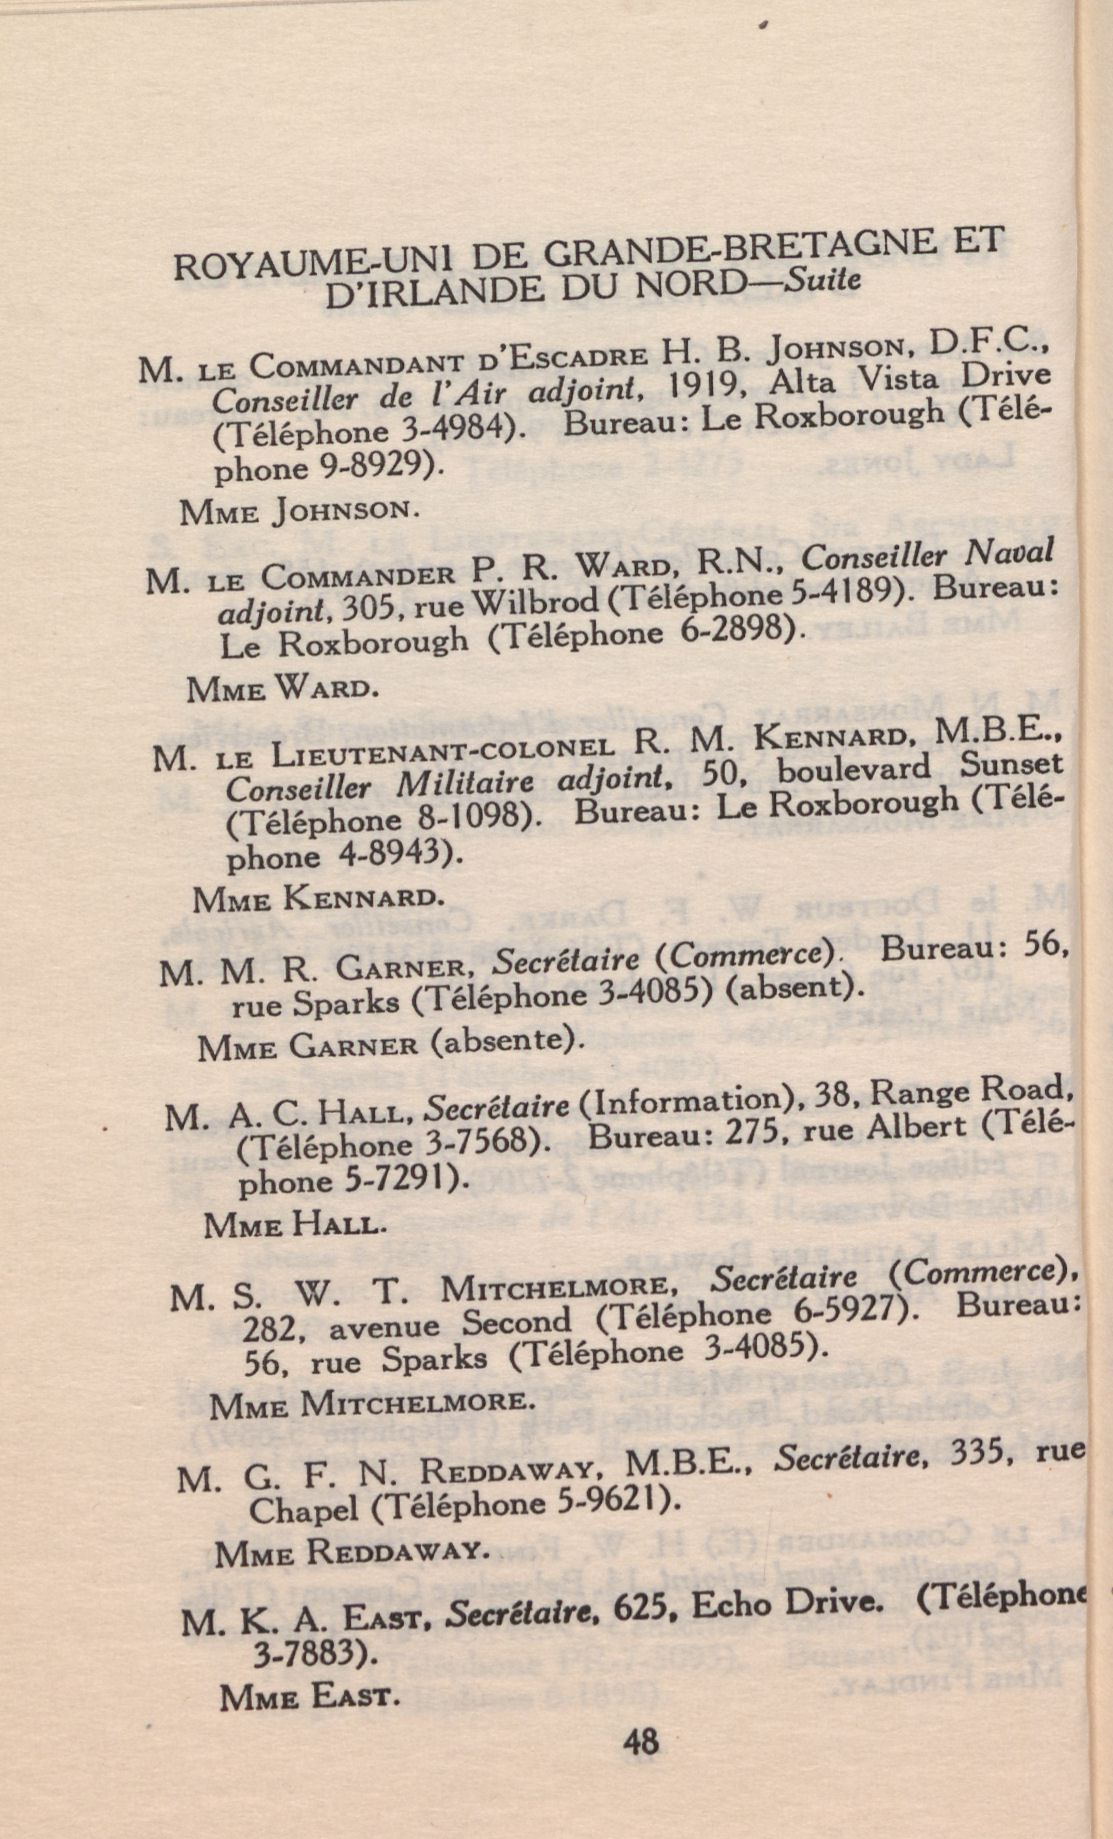 ROYAUME-UNI DE GRANDE-BRETAGNE ET
D'IRLANDE DU NORD—Suite
M. LE COMMANDANT D'ESCADRE H. B. JOHNSON, D.F.C.,
Conseiller de l'Air adjoint, 1919, Alta Vista Drive
(Téléphone 3-4984). Bureau: Le Roxborough (Télé-
phone 9-8929).
MME JOHNSON.
M. LE COMMANDER P. R. WARD, R.N., Conseiller Naval
adjoint, 305, rue Wilbrod (Téléphone 5-4189). Bureau:
Le Roxborough (Téléphone 6-2898).
MME WARD.
M. LE LIEUTENANT-COLONEL R. M. KENNARD, M.B.E.,
Conseiller Militaire adjoint, 50, boulevard Sunset
(Téléphone 8-1098). Bureau: Le Roxborough (Télé-
phone 4-8943).
MME KENNARD.
M. M. R. GARNER, Secrétaire (Commerce). Bureau: 56,
rue Sparks (Téléphone 3-4085) (absent).
MME GARNER (absente).
M. A. C. HALL, Secrétaire (Information), 38, Range Road,
(Téléphone 3-7568). Bureau: 275, rue Albert (Télé-
phone 5-7291).
MME HALL.
M. S. W. T. MITCHELMORE, Secrétaire (Commerce),
282, avenue Second (Téléphone 6-5927). Bureau:
56, rue Sparks (Téléphone 3-4085).
MME MITCHELMORE.
M. G. F. N. REDDAWAY, M.B.E., Secrétaire, 335, rue
Chapel (Téléphone 5-9621).
MME REDDAWAY.
M. K. A. EAST, Secrétaire, 625, Echo Drive. (Téléphone
3-7883).
MME EAST.
48